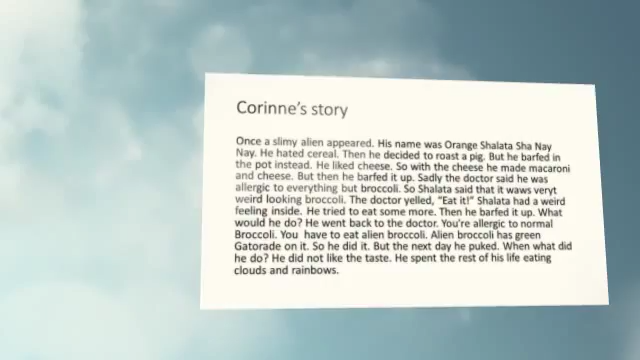 Corinne's story
Once a slimy alien appeared. His name was Orange Shalata Sha Nay
Nay. He hated cereal. Then he decided to roast a pig. But he barfed in
the pot instead. He liked cheese. So with the cheese he made macaroni
and cheese. But then he barfed it up. Sadly the doctor said he was
allergic to everything but broccoli. So Shalata said that it waws veryt
weird looking broccoli. The doctor yelled, "Eat it!" Shalata had a weird
feeling inside. He tried to eat some more. Then he barfed it up. What
would he do? He went back to the doctor. You're allergic to normal
Broccoli. You have to eat alien broccoli. Alien broccoli has green
Gatorade on it. So he did it. But the next day he puked. When what did
he do? He did not like the taste. He spent the rest of his life eating
clouds and rainbows.